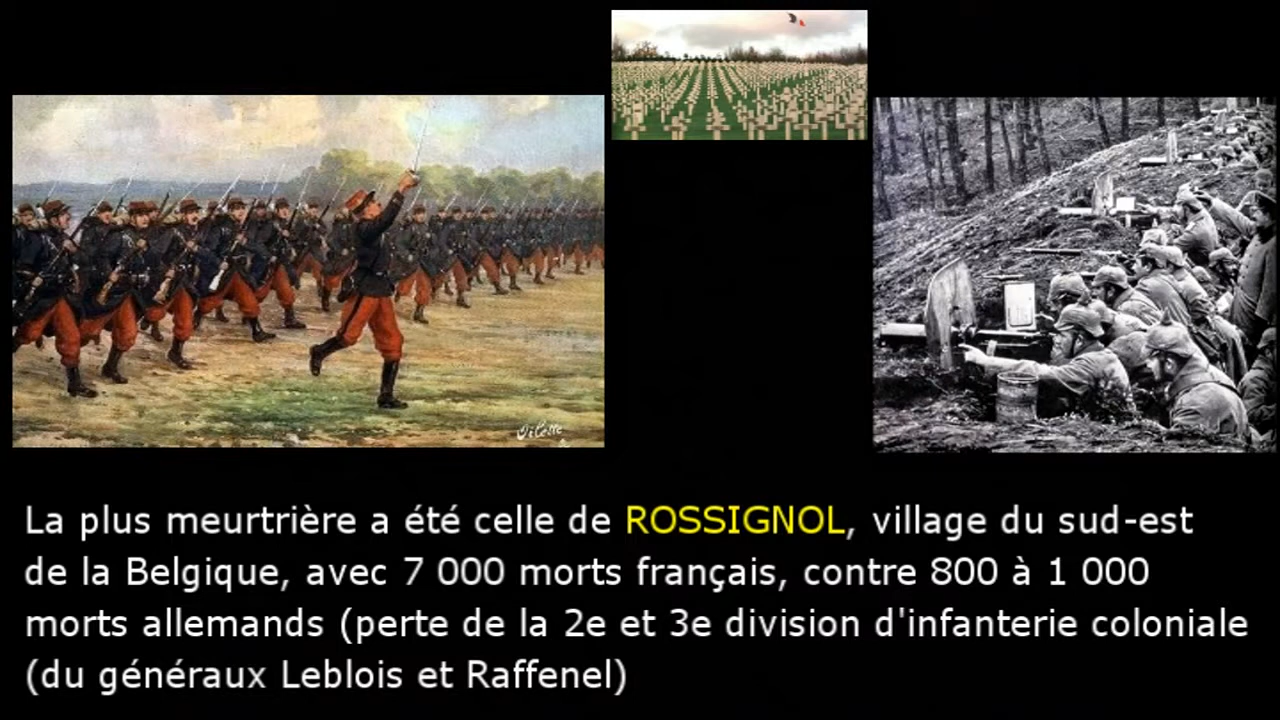 La plus meurtrière a été celle de ROSSIGNOL, village du sud-est
de la Belgique, avec 7 000 morts français, contre 800 à 1 000
morts allemands (perte de la 2e et 3e division d'infanterie coloniale
(du généraux Leblois et Raffenel)